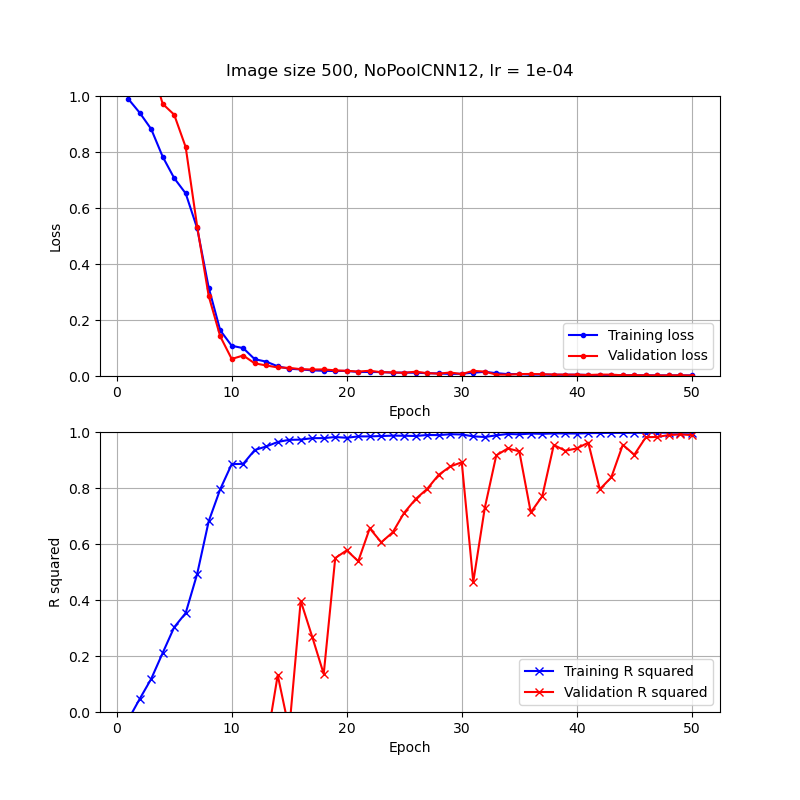 Image size 500, NoPoolCNN12, lr = 1e-04
1.0
0.8
0.6
0.4
0.2
0.0
Loss
0 10 20 30 40 50
Epoch
Training loss
Validation loss
1.0
0.8
0.6
0.4
0.2
0.0
R squared
0 10 20 30 40 50
Epoch
Training R squared
Validation R squared